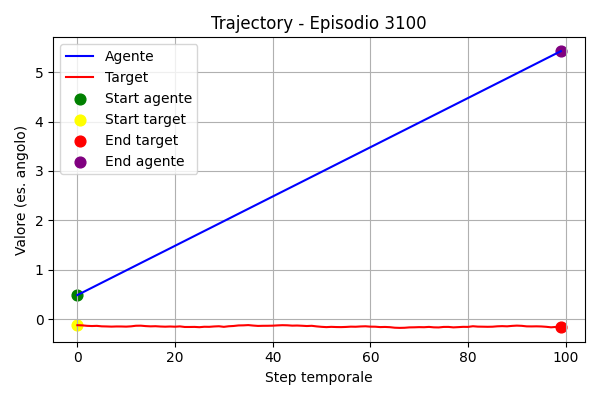 Trajectory - Episodio 3100
Agente
Target
Start agente
Start target
End target
End agente
Valore (es. angolo)
5
4
3
2
1
0
0 20 40 60 80 100
Step temporale